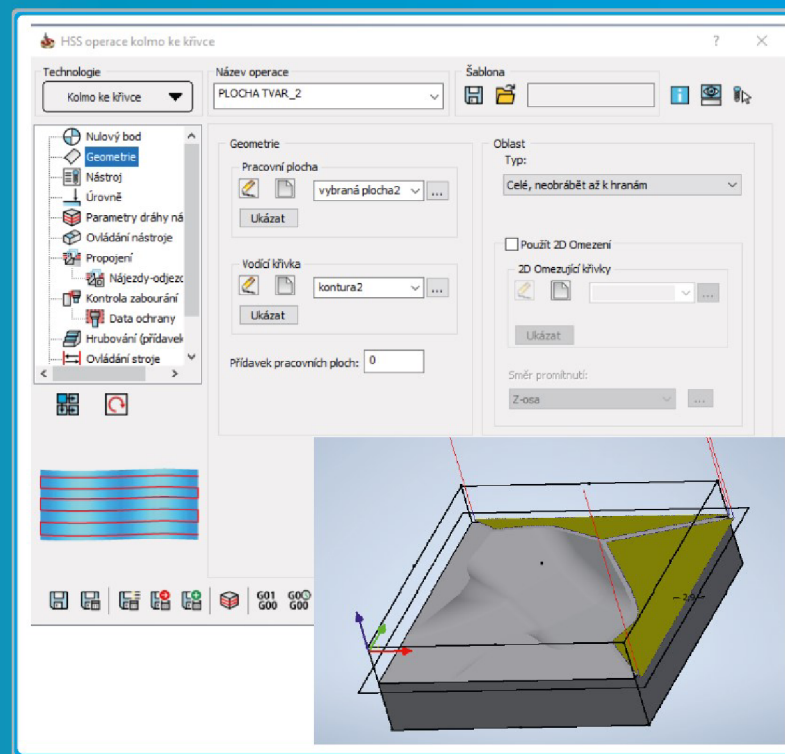 HSS operace kolmo ke křivce
Technologie
Kolmo ke křivce
Název operace
PLOCHA TVAR_2
Šablona
Nulový bod
Geometrie
Nástroj
Úrovně
Parametry dráhy ná
Ovládání nástroje
Propojení
Nájezdy-odjezd
Kontrola zabourání
Data ochrany
Hrubování (přídavek
Ovládání stroje
Geometrie
Pracovní plocha
vybraná plocha2
...
Ukázat
Vodící křivka
kontura2
...
Ukázat
Přídavek pracovních ploch:
0
Oblast
Typ:
Celé, neobrábět až k hranám
Použít 2D Omezení
2D Omezující křivky
...
Ukázat
Směr promítnutí:
Z-osa
...
G01
G00
G00
G00